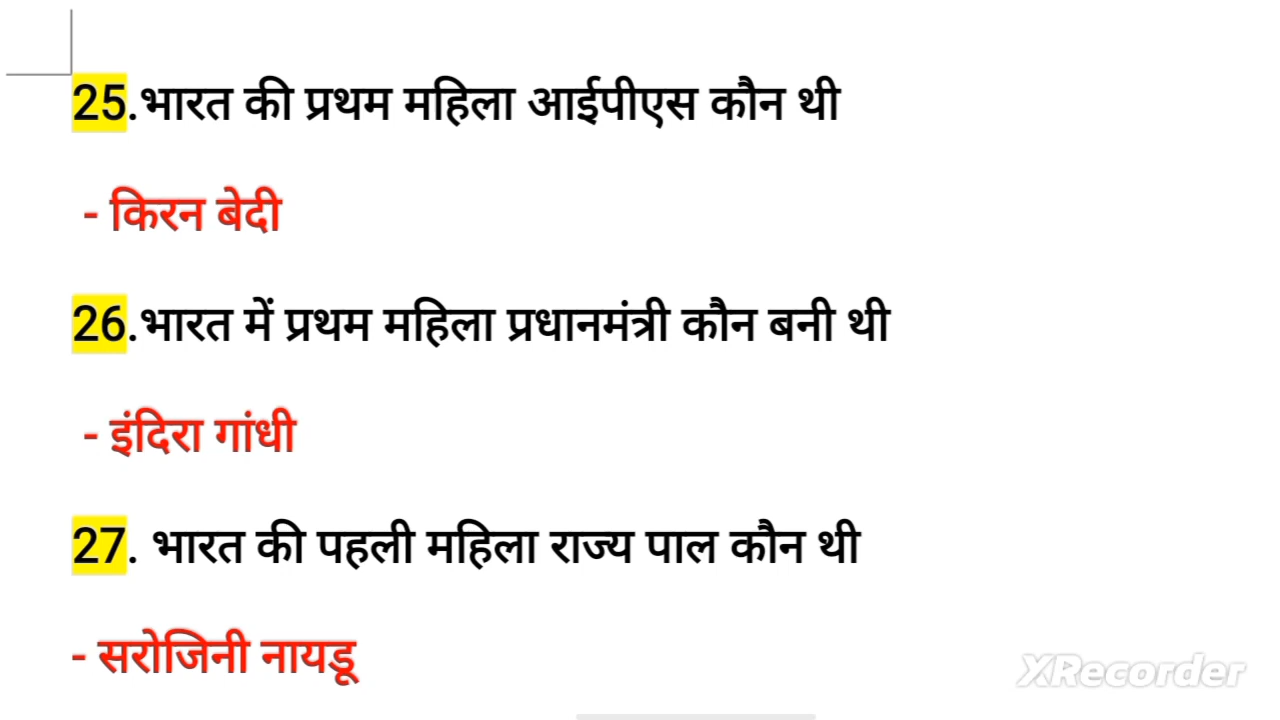 25.भारत की प्रथम महिला आईपीएस कौन थी
- किरन बेदी
26.भारत में प्रथम महिला प्रधानमंत्री कौन बनी थी
- इंदिरा गांधी
27. भारत की पहली महिला राज्य पाल कौन थी
- सरोजिनी नायडू
XRecorder